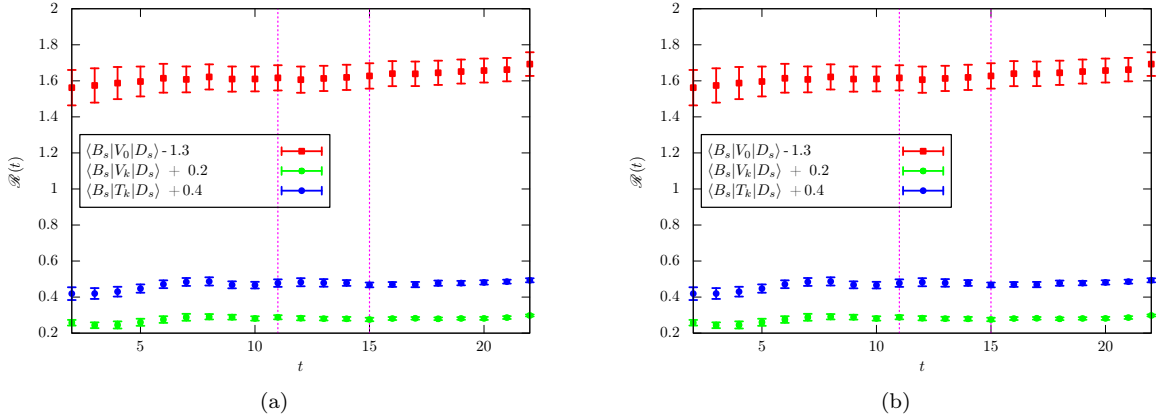 2
1.8
1.6
1.4
1.2
1
0.8
0.6
0.4
0.2
ℛ(t)
⟨B_s|V_0|D_s⟩ - 1.3
⟨B_s|V_k|D_s⟩ + 0.2
⟨B_s|T_k|D_s⟩ + 0.4
5 10 15 20
t
(a)
2
1.8
1.6
1.4
1.2
1
0.8
0.6
0.4
0.2
ℛ(t)
⟨B_s|V_0|D_s⟩ - 1.3
⟨B_s|V_k|D_s⟩ + 0.2
⟨B_s|T_k|D_s⟩ + 0.4
5 10 15 20
t
(b)